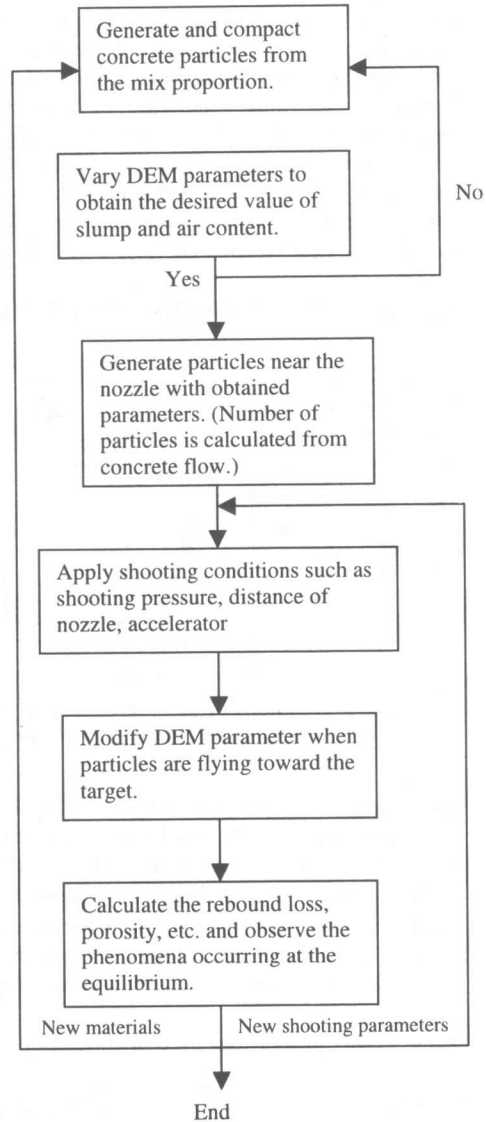 Generate and compact
concrete particles from
the mix proportion.
Vary DEM parameters to
obtain the desired value of
slump and air content.
No
Yes
Generate particles near the
nozzle with obtained
parameters. (Number of
particles is calculated from
concrete flow.)
Apply shooting conditions such as
shooting pressure, distance of
nozzle, accelerator
Modify DEM parameter when
particles are flying toward the
target.
Calculate the rebound loss,
porosity, etc. and observe the
phenomena occurring at the
equilibrium.
New materials
New shooting parameters
End